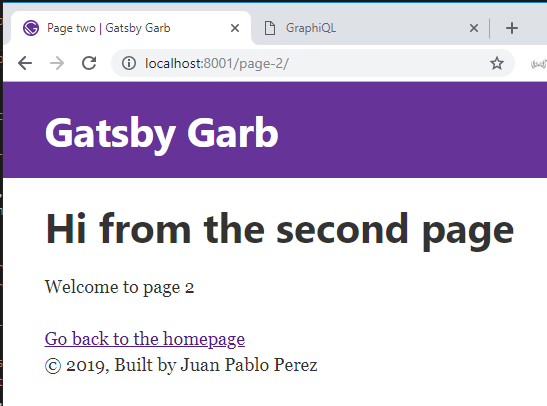 Page two | Gatsby Garb
GraphiQL
localhost:8001/page-2/
Gatsby Garb
Hi from the second page
Welcome to page 2
Go back to the homepage
© 2019, Built by Juan Pablo Perez